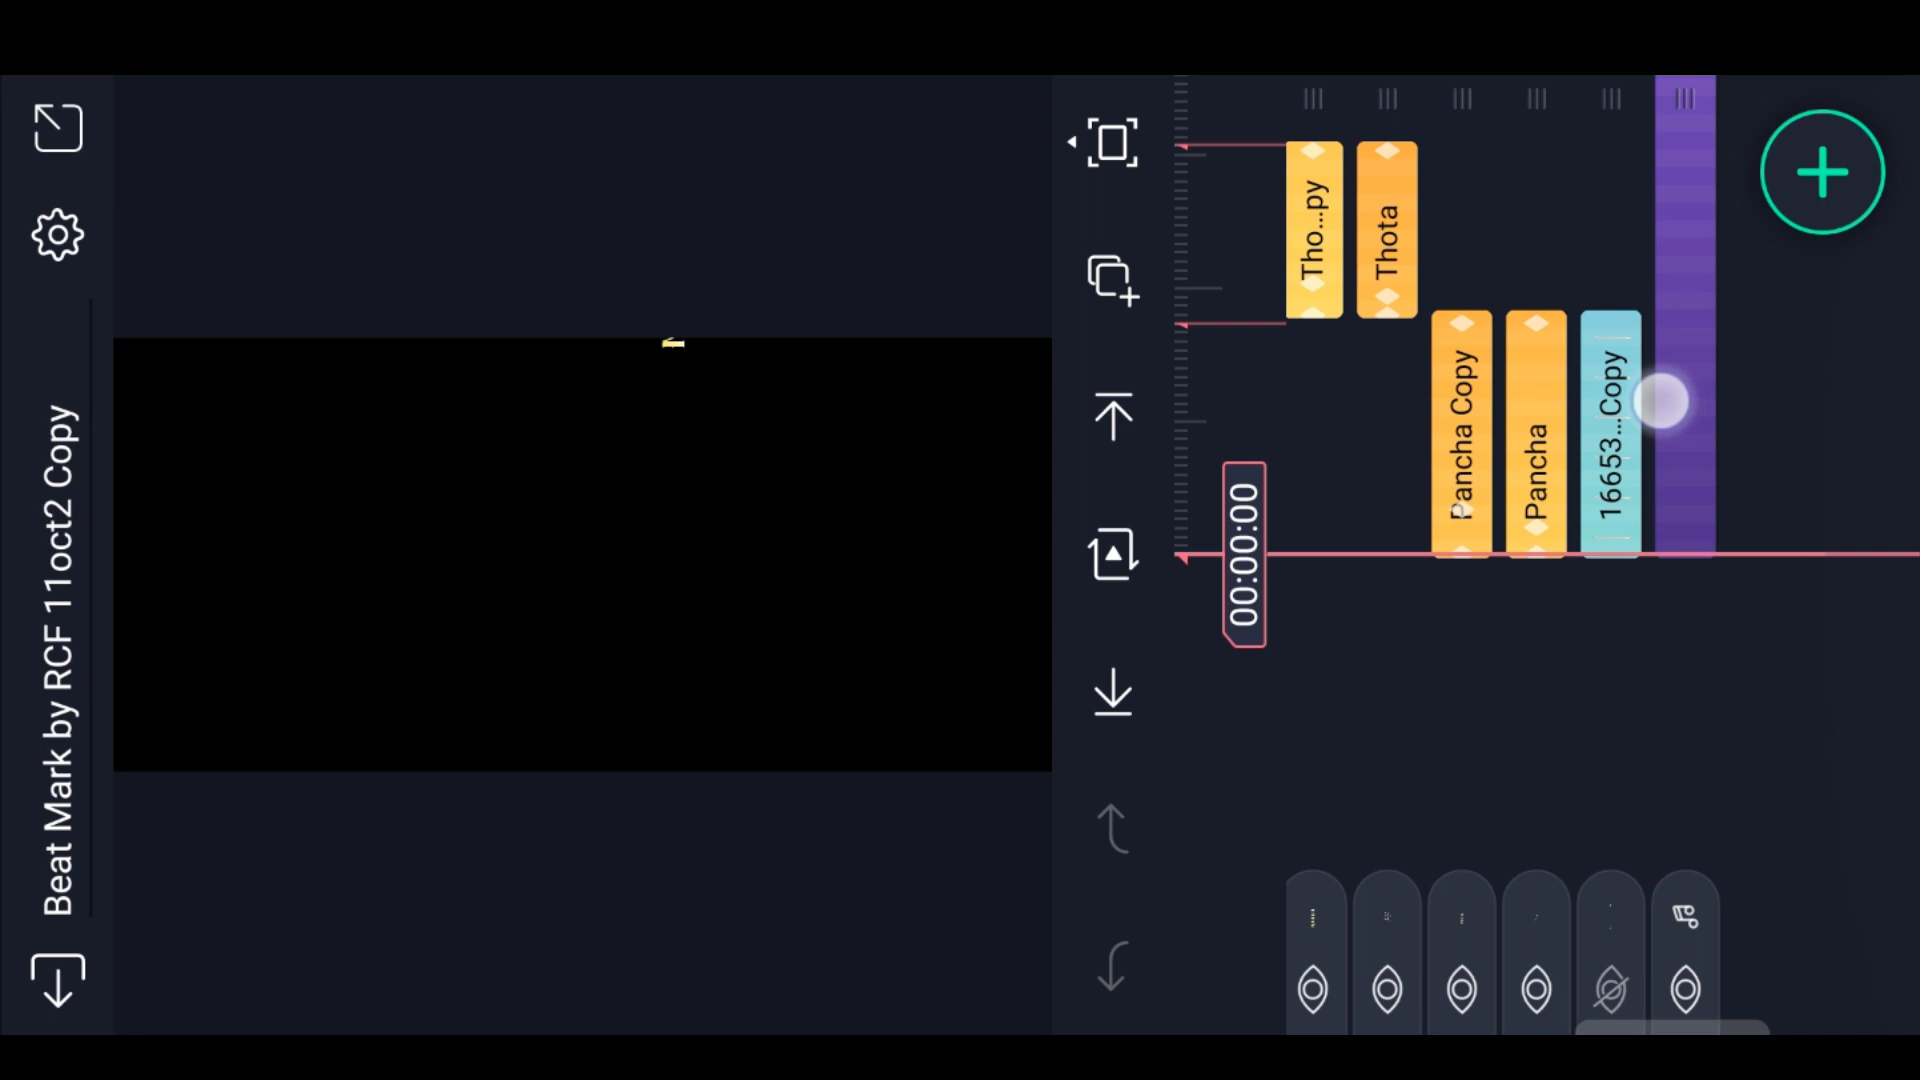 Beat Mark by RCF 11oct2 Copy
00:00:00
Tho...py
Thota
Pancha Copy
Pancha
16653...Copy